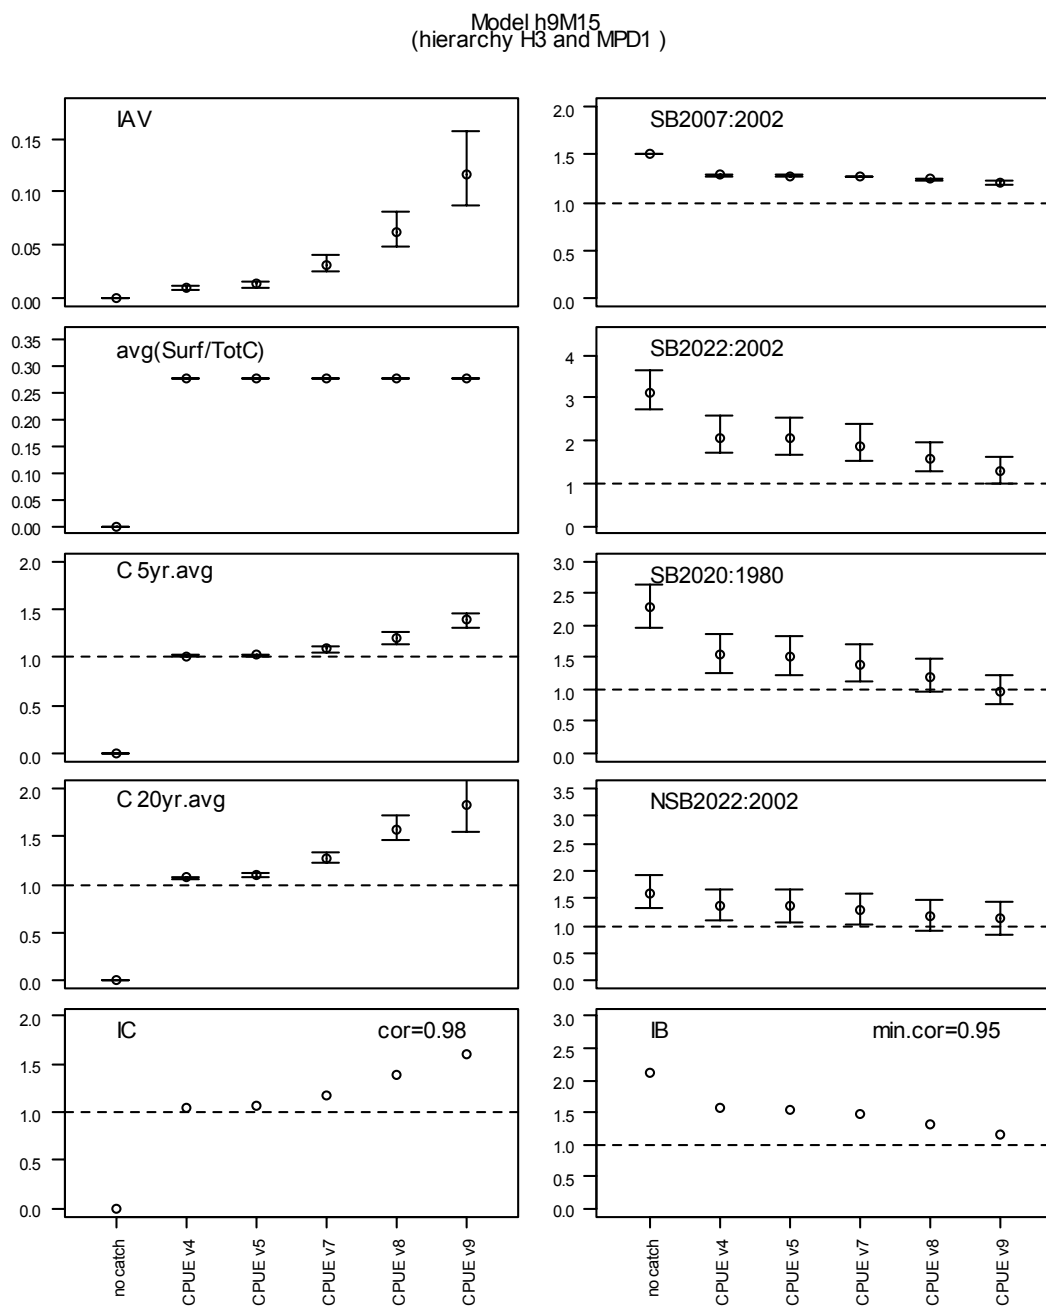 Model h9M15
(hierarchy H3 and MPD1 )
IAV
0.15
0.10
0.05
0.00
SB2007:2002
2.0
1.5
1.0
0.5
0.0
avg(Surf/TotC)
0.35
0.30
0.25
0.20
0.15
0.10
0.05
0.00
SB2022:2002
4
3
2
1
0
C 5yr.avg
2.0
1.5
1.0
0.5
0.0
SB2020:1980
3.0
2.5
2.0
1.5
1.0
0.5
0.0
C 20yr.avg
2.0
1.5
1.0
0.5
0.0
NSB2022:2002
3.5
3.0
2.5
2.0
1.5
1.0
0.5
0.0
IC cor=0.98
2.0
1.5
1.0
0.5
0.0
IB min.cor=0.95
3.0
2.5
2.0
1.5
1.0
0.5
0.0
no catch
CPUE v4
CPUE v5
CPUE v7
CPUE v8
CPUE v9
no catch
CPUE v4
CPUE v5
CPUE v7
CPUE v8
CPUE v9